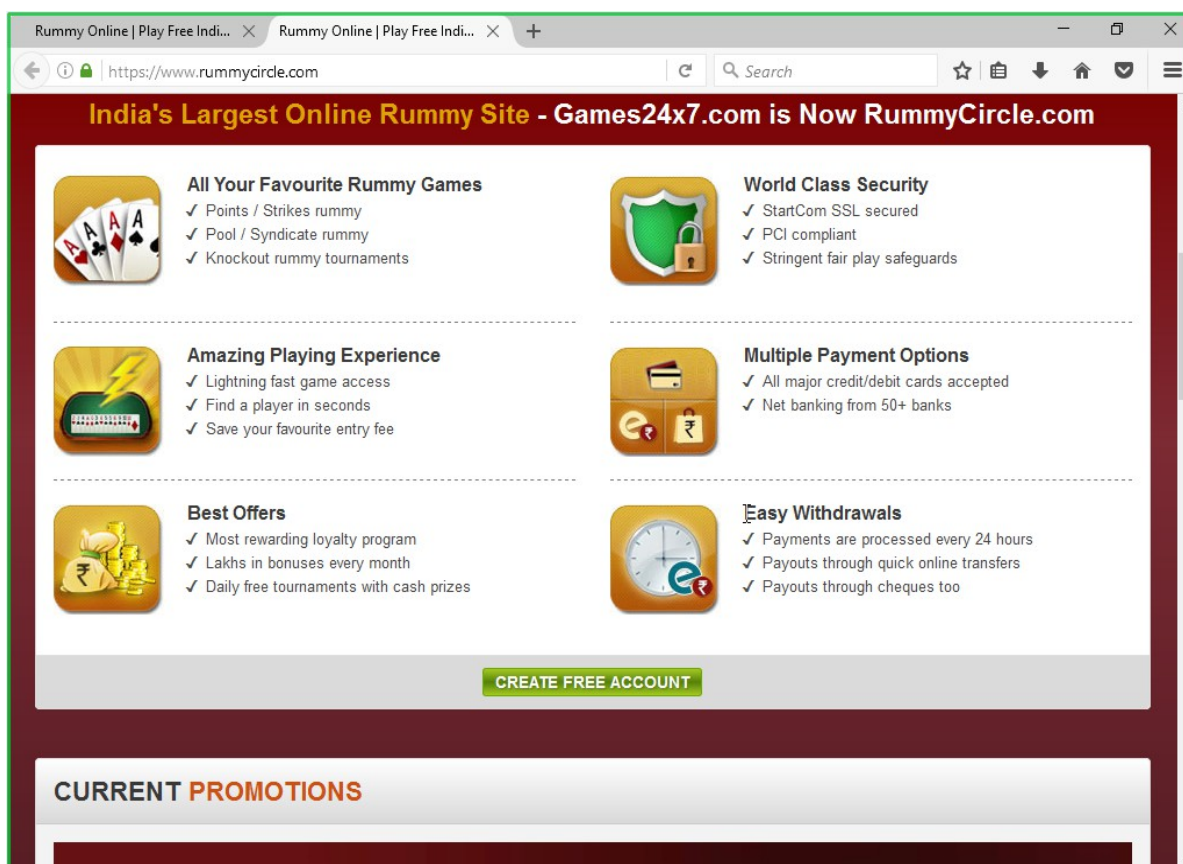 Rummy Online | Play Free Indi...
Rummy Online | Play Free Indi...
https://www.rummycircle.com
Search
India's Largest Online Rummy Site - Games24x7.com is Now RummyCircle.com
All Your Favourite Rummy Games
✓ Points / Strikes rummy
✓ Pool / Syndicate rummy
✓ Knockout rummy tournaments
World Class Security
✓ StartCom SSL secured
✓ PCI compliant
✓ Stringent fair play safeguards
Amazing Playing Experience
✓ Lightning fast game access
✓ Find a player in seconds
✓ Save your favourite entry fee
Multiple Payment Options
✓ All major credit/debit cards accepted
✓ Net banking from 50+ banks
Best Offers
✓ Most rewarding loyalty program
✓ Lakhs in bonuses every month
✓ Daily free tournaments with cash prizes
Easy Withdrawals
✓ Payments are processed every 24 hours
✓ Payouts through quick online transfers
✓ Payouts through cheques too
CREATE FREE ACCOUNT
CURRENT PROMOTIONS